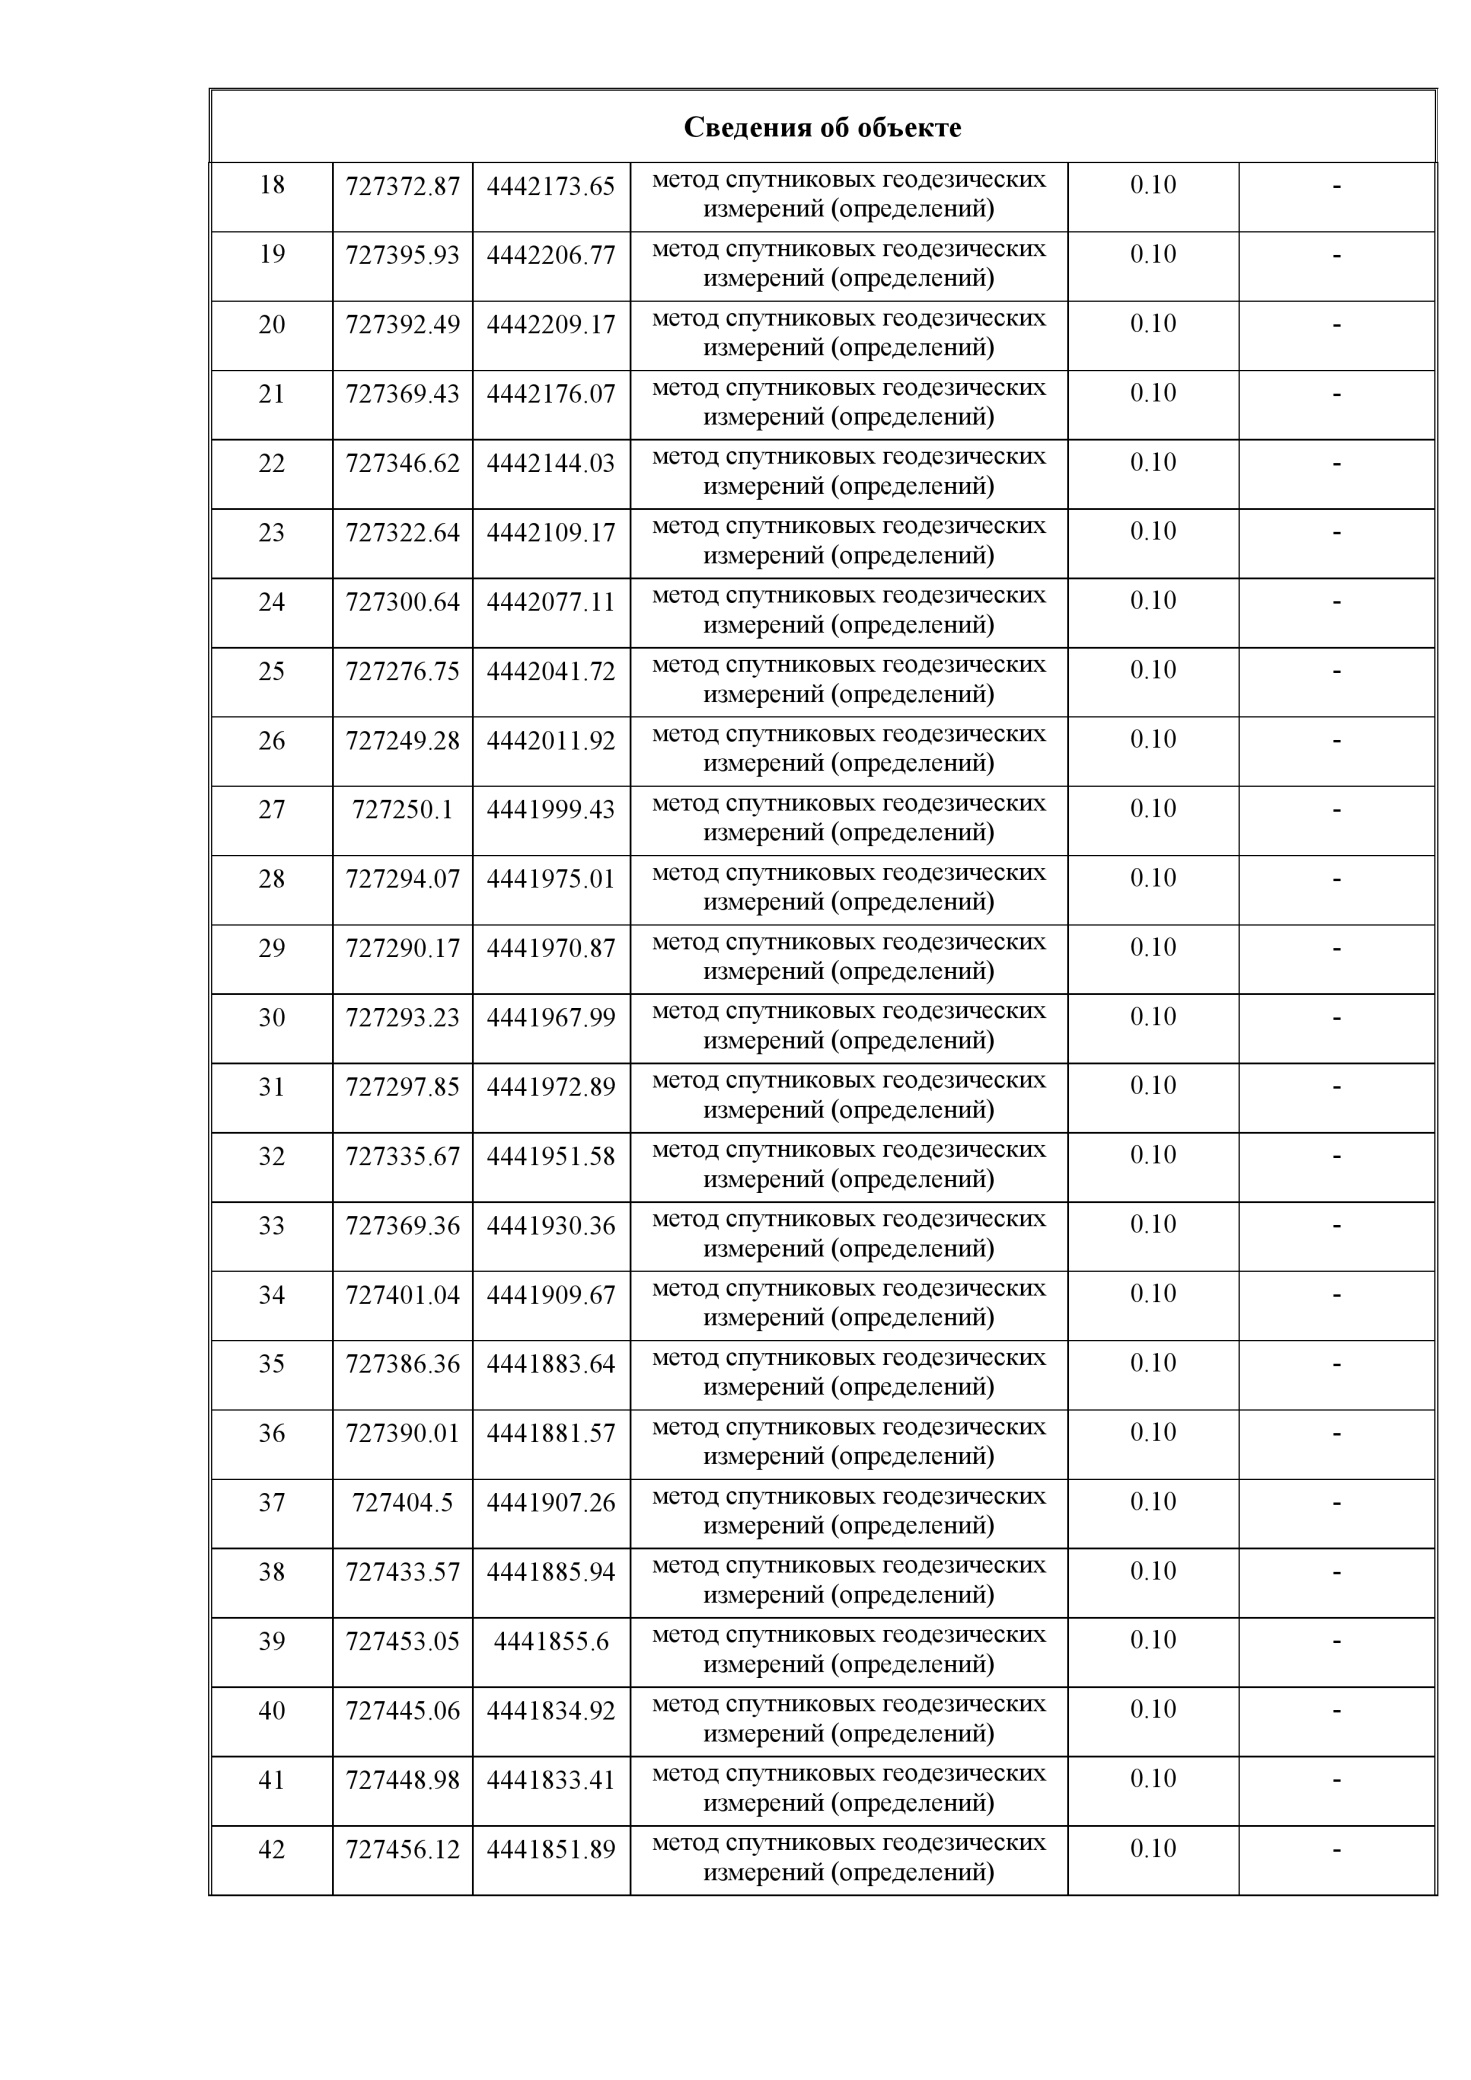 Сведения об объекте
18 727372.87 4442173.65 метод спутниковых геодезических 0.10 -
измерений (определений)
19 727395.93 4442206.77 метод спутниковых геодезических 0.10 -
измерений (определений)
20 727392.49 4442209.17 метод спутниковых геодезических 0.10 -
измерений (определений)
21 727369.43 4442176.07 метод спутниковых геодезических 0.10 -
измерений (определений)
22 727346.62 4442144.03 метод спутниковых геодезических 0.10 -
измерений (определений)
23 727322.64 4442109.17 метод спутниковых геодезических 0.10 -
измерений (определений)
24 727300.64 4442077.11 метод спутниковых геодезических 0.10 -
измерений (определений)
25 727276.75 4442041.72 метод спутниковых геодезических 0.10 -
измерений (определений)
26 727249.28 4442011.92 метод спутниковых геодезических 0.10 -
измерений (определений)
27 727250.1 4441999.43 метод спутниковых геодезических 0.10 -
измерений (определений)
28 727294.07 4441975.01 метод спутниковых геодезических 0.10 -
измерений (определений)
29 727290.17 4441970.87 метод спутниковых геодезических 0.10 -
измерений (определений)
30 727293.23 4441967.99 метод спутниковых геодезических 0.10 -
измерений (определений)
31 727297.85 4441972.89 метод спутниковых геодезических 0.10 -
измерений (определений)
32 727335.67 4441951.58 метод спутниковых геодезических 0.10 -
измерений (определений)
33 727369.36 4441930.36 метод спутниковых геодезических 0.10 -
измерений (определений)
34 727401.04 4441909.67 метод спутниковых геодезических 0.10 -
измерений (определений)
35 727386.36 4441883.64 метод спутниковых геодезических 0.10 -
измерений (определений)
36 727390.01 4441881.57 метод спутниковых геодезических 0.10 -
измерений (определений)
37 727404.5 4441907.26 метод спутниковых геодезических 0.10 -
измерений (определений)
38 727433.57 4441885.94 метод спутниковых геодезических 0.10 -
измерений (определений)
39 727453.05 4441855.6 метод спутниковых геодезических 0.10 -
измерений (определений)
40 727445.06 4441834.92 метод спутниковых геодезических 0.10 -
измерений (определений)
41 727448.98 4441833.41 метод спутниковых геодезических 0.10 -
измерений (определений)
42 727456.12 4441851.89 метод спутниковых геодезических 0.10 -
измерений (определений)